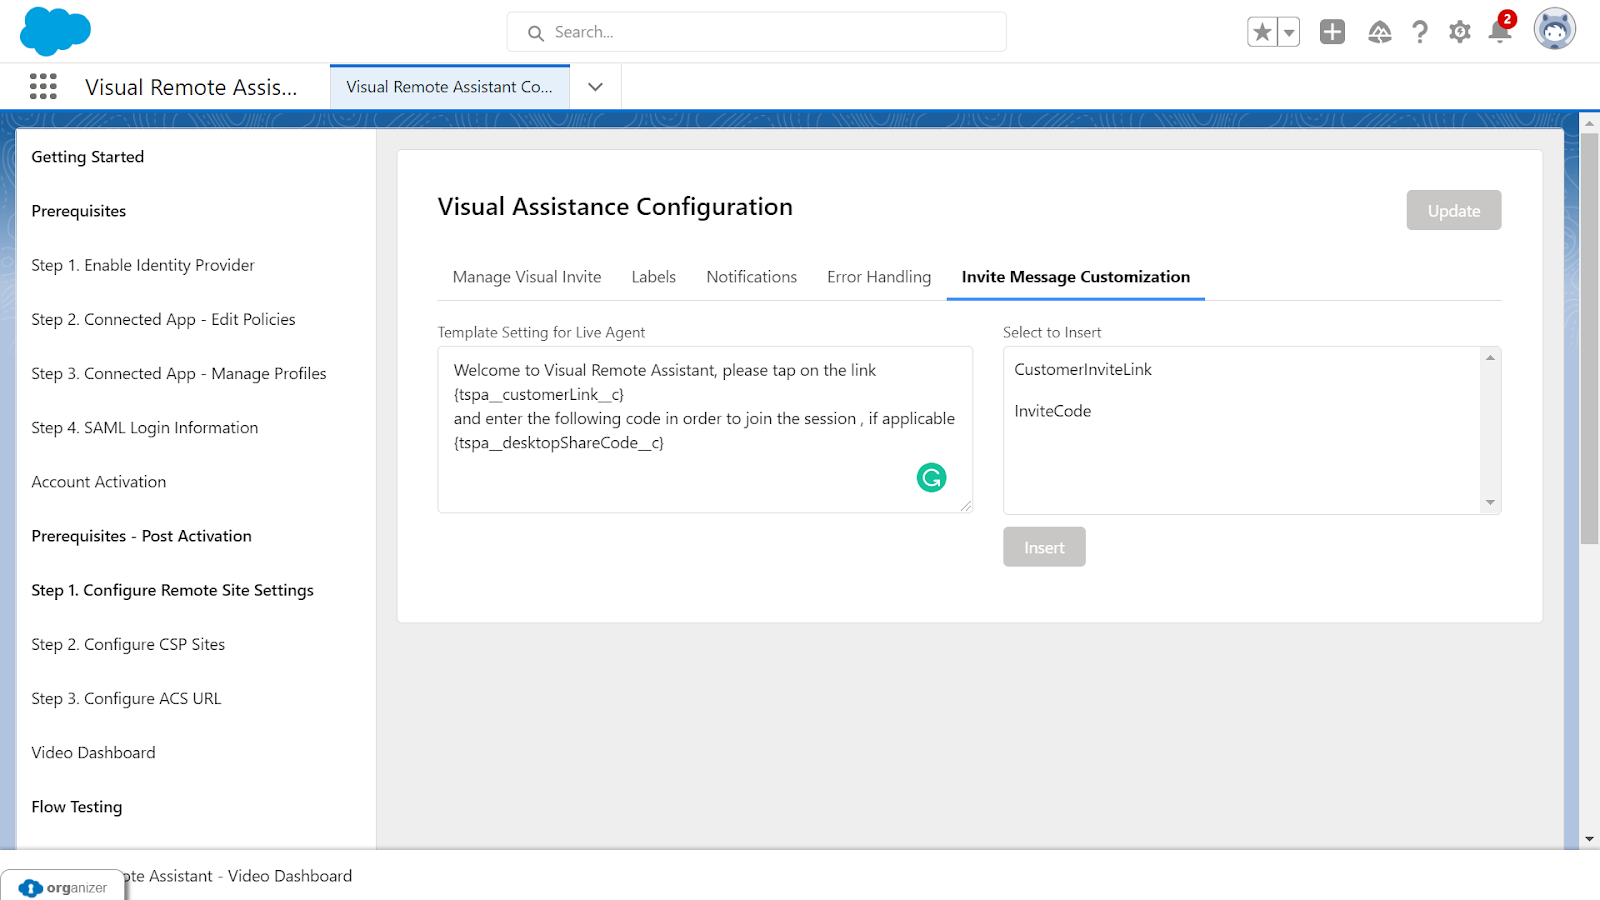 Search...
2
Visual Remote Assis...
Visual Remote Assistant Co...
Getting Started
Prerequisites
Step 1. Enable Identity Provider
Step 2. Connected App - Edit Policies
Step 3. Connected App - Manage Profiles
Step 4. SAML Login Information
Account Activation
Prerequisites - Post Activation
Step 1. Configure Remote Site Settings
Step 2. Configure CSP Sites
Step 3. Configure ACS URL
Video Dashboard
Flow Testing
Visual Assistance Configuration
Update
Manage Visual Invite
Labels
Notifications
Error Handling
Invite Message Customization
Template Setting for Live Agent
Welcome to Visual Remote Assistant, please tap on the link
{tspa__customerLink__c}
and enter the following code in order to join the session , if applicable
{tspa__desktopShareCode__c}
Select to Insert
CustomerInviteLink
InviteCode
Insert
organizer
Assistant - Video Dashboard